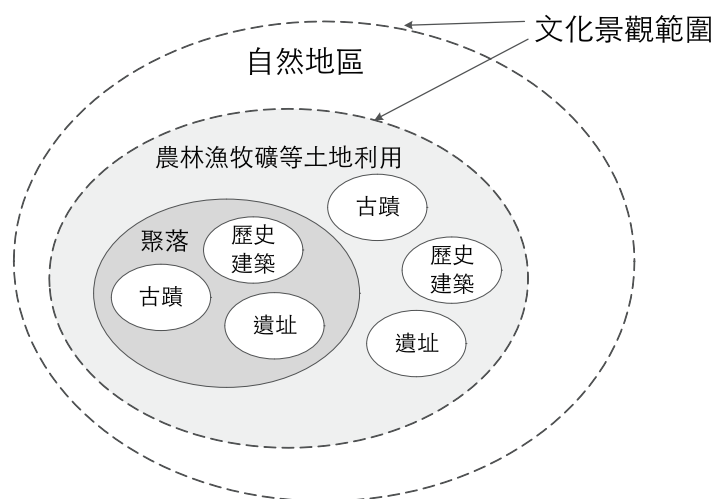 文化景觀範圍
自然地區
農林漁牧礦等土地利用
古蹟
聚落
歷史
建築
歷史
建築
古蹟
遺址
遺址